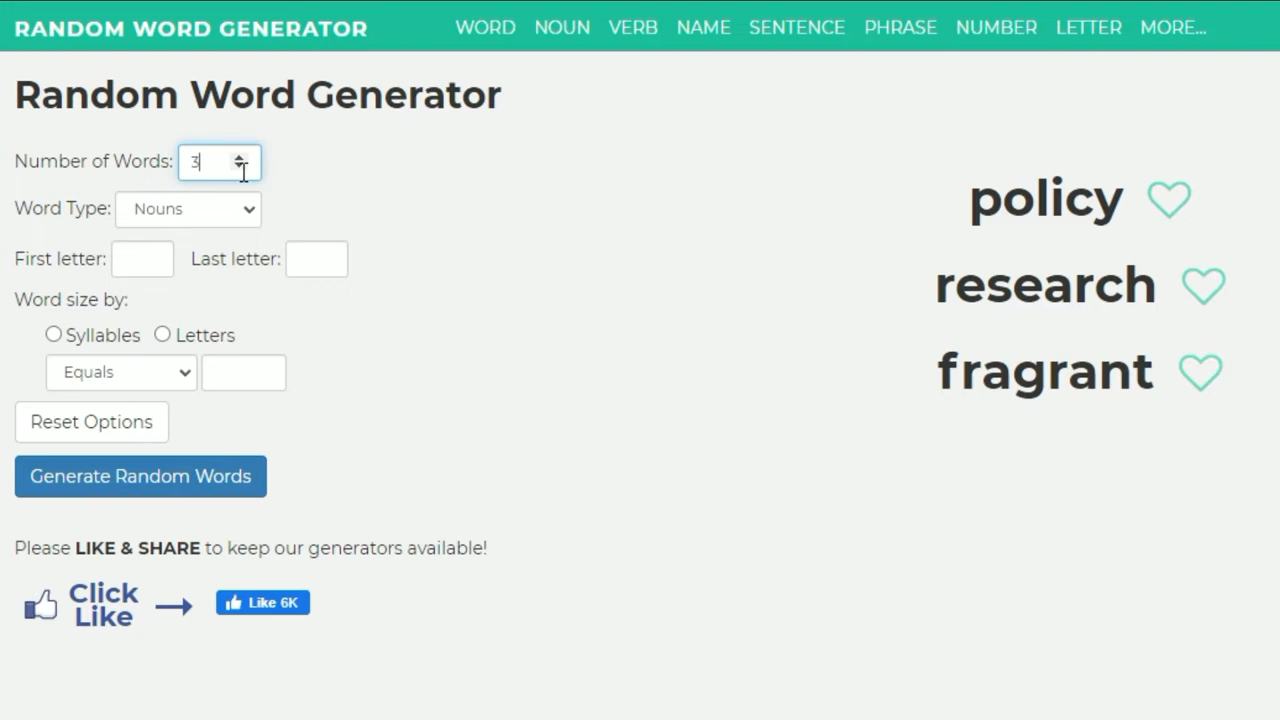 RANDOM WORD GENERATOR WORD NOUN VERB NAME SENTENCE PHRASE NUMBER LETTER MORE...
Random Word Generator
Number of Words: 3
Word Type: Nouns
First letter: Last letter:
Word size by:
Syllables Letters
Equals
Reset Options
Generate Random Words
Please LIKE & SHARE to keep our generators available!
Click
Like
Like 6K
policy
research
fragrant